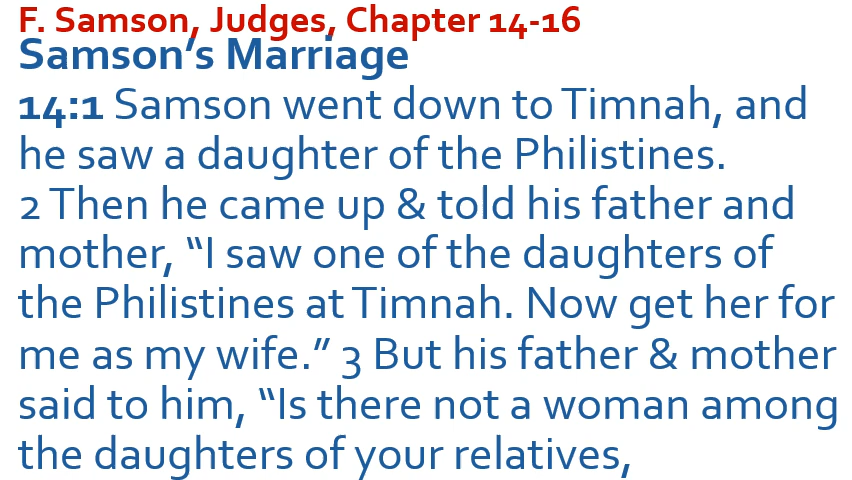 F. Samson, Judges, Chapter 14-16
Samson’s Marriage
14:1 Samson went down to Timnah, and
he saw a daughter of the Philistines.
2 Then he came up & told his father and
mother, “I saw one of the daughters of
the Philistines at Timnah. Now get her for
me as my wife.” 3 But his father & mother
said to him, “Is there not a woman among
the daughters of your relatives,